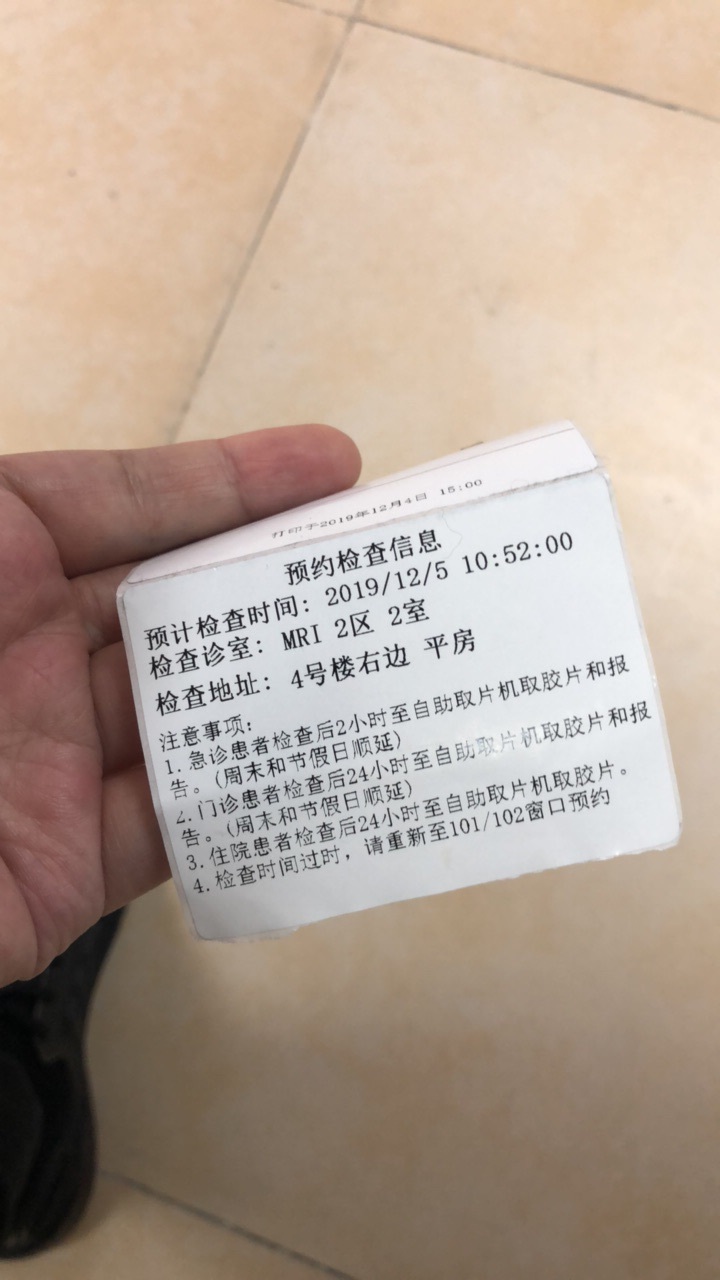 打印于2019年12月4日 15:00
预约检查信息
预计检查时间: 2019/12/5 10:52:00
检查诊室: MRI 2区 2室
检查地址: 4号楼右边 平房
注意事项:
1. 急诊患者检查后2小时至自助取片机取胶片和报
告。(周末和节假日顺延)
2. 门诊患者检查后24小时至自助取片机取胶片和报
告。(周末和节假日顺延)
3. 住院患者检查后24小时至自助取片机取胶片。
4. 检查时间过时, 请重新至101/102窗口预约